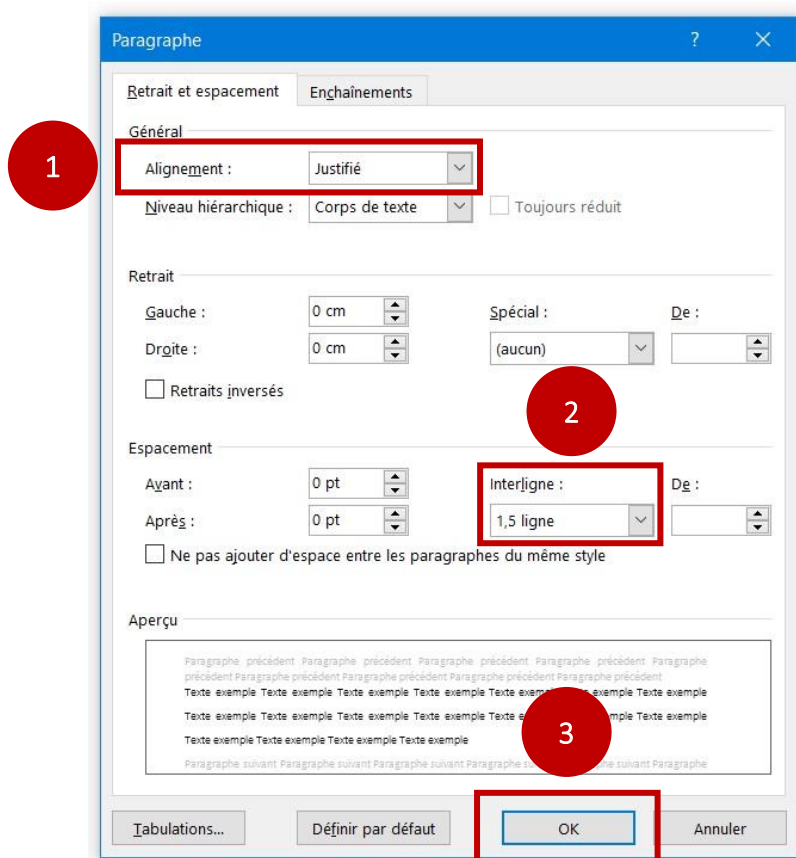 Paragraphe ?
Retrait et espacement Enchaînements
Général
1
Alignement : Justifié
Niveau hiérarchique : Corps de texte Toujours réduit
Retrait
Gauche : 0 cm Spécial : De :
Droite : 0 cm (aucun)
Retraits inversés
2
Espacement
Avant : 0 pt Interligne : De :
Après : 0 pt 1,5 ligne
Ne pas ajouter d'espace entre les paragraphes du même style
Aperçu
Paragraphe précédent Paragraphe précédent Paragraphe précédent Paragraphe précédent Paragraphe
précédent Paragraphe précédent Paragraphe précédent Paragraphe précédent Paragraphe précédent
Texte exemple Texte exemple Texte exemple Texte exemple Texte exemple exemple Texte exemple
Texte exemple Texte exemple Texte exemple Texte exemple Texte Texte exemple
Texte exemple Texte exemple Texte exemple Texte exemple
3
Paragraphe suivant Paragraphe suivant Paragraphe suivant Paragraphe suivant Paragraphe
Tabulations... Définir par défaut OK Annuler